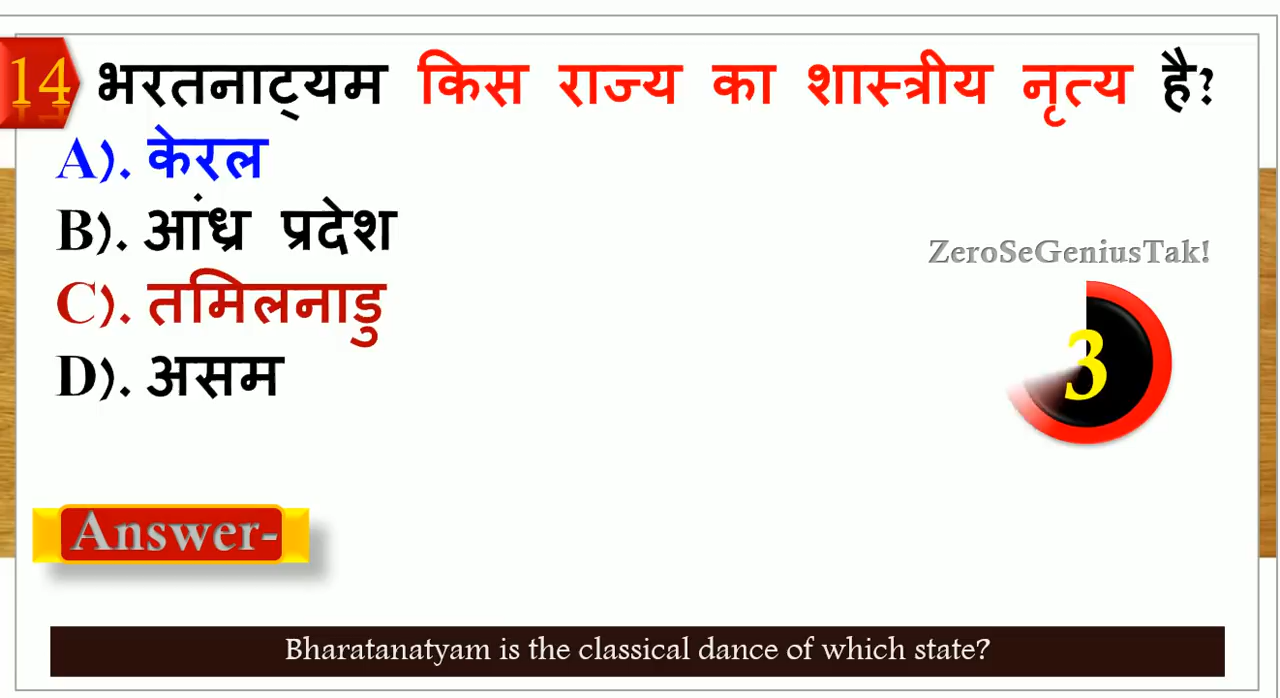 14 भरतनाट्यम किस राज्य का शास्त्रीय नृत्य है?
A). केरल
B). आंध्र प्रदेश
C). तमिलनाडु
D). असम
ZeroSeGeniusTak!
3
Answer-
Bharatanatyam is the classical dance of which state?